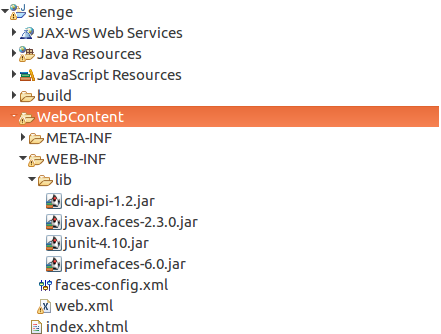 sienge
JAX-WS Web Services
Java Resources
JavaScript Resources
build
WebContent
META-INF
WEB-INF
lib
cdi-api-1.2.jar
javax.faces-2.3.0.jar
junit-4.10.jar
primefaces-6.0.jar
faces-config.xml
web.xml
index.xhtml